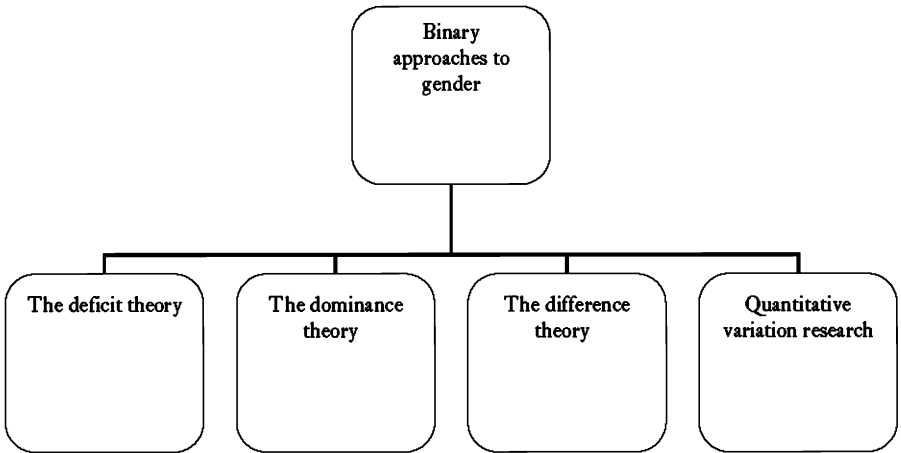 Binary
approaches to
gender
The deficit theory
The dominance
theory
The difference
theory
Quantitative
variation research